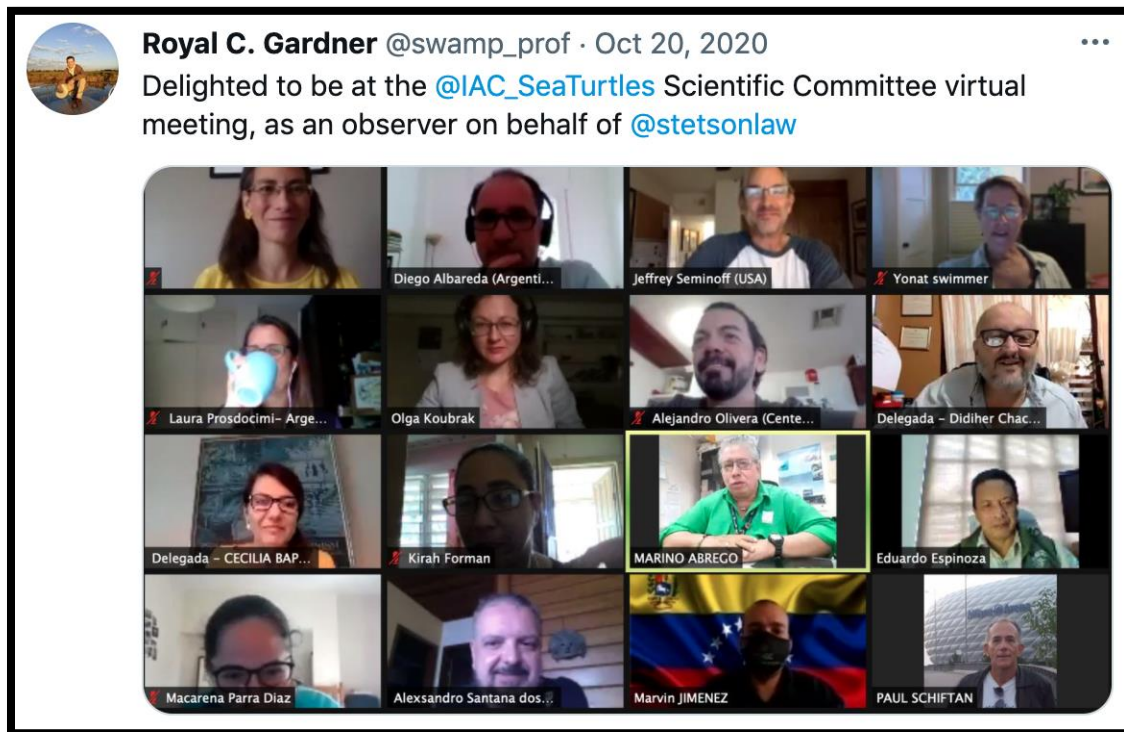 Royal C. Gardner @swamp_prof · Oct 20, 2020
Delighted to be at the @IAC_SeaTurtles Scientific Committee virtual
meeting, as an observer on behalf of @stetsonlaw
Diego Albareda (Argenti...
Jeffrey Seminoff (USA)
Yonat swimmer
Laura Prosdocimi- Arge...
Olga Koubrak
Alejandro Olivera (Cente...
Delegada - Didiher Chac...
Delegada - CECILIA BAP...
Kirah Forman
MARINO ABREGO
Eduardo Espinoza
Macarena Parra Diaz
Alexsandro Santana dos...
Marvin JIMENEZ
PAUL SCHIFTAN